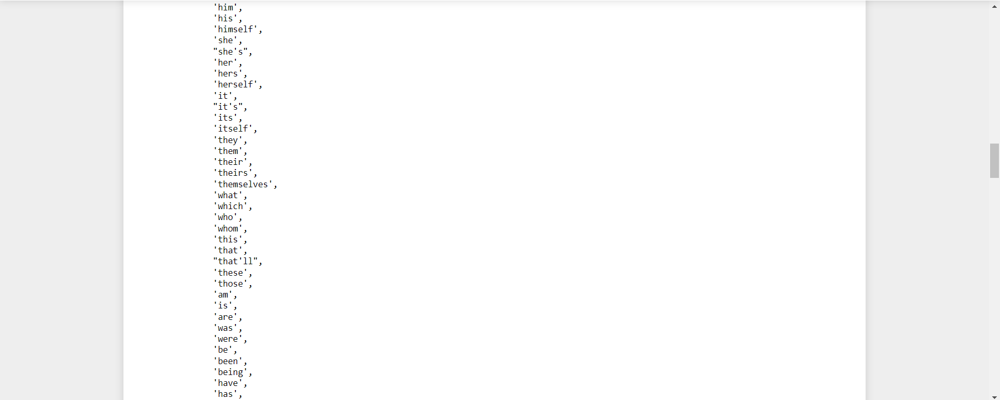 'him',
'his',
'himself',
'she',
"she's",
'her',
'hers',
'herself',
'it',
"it's",
'its',
'itself',
'they',
'them',
'their',
'theirs',
'themselves',
'what',
'which',
'who',
'whom',
'this',
'that',
"that'll",
'these',
'those',
'am',
'is',
'are',
'was',
'were',
'be',
'been',
'being',
'have',
'has',